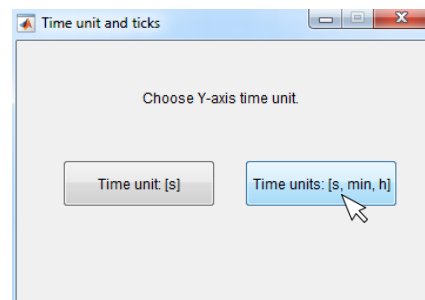 Time unit and ticks
Choose Y-axis time unit.
Time unit: [s]
Time units: [s, min, h]